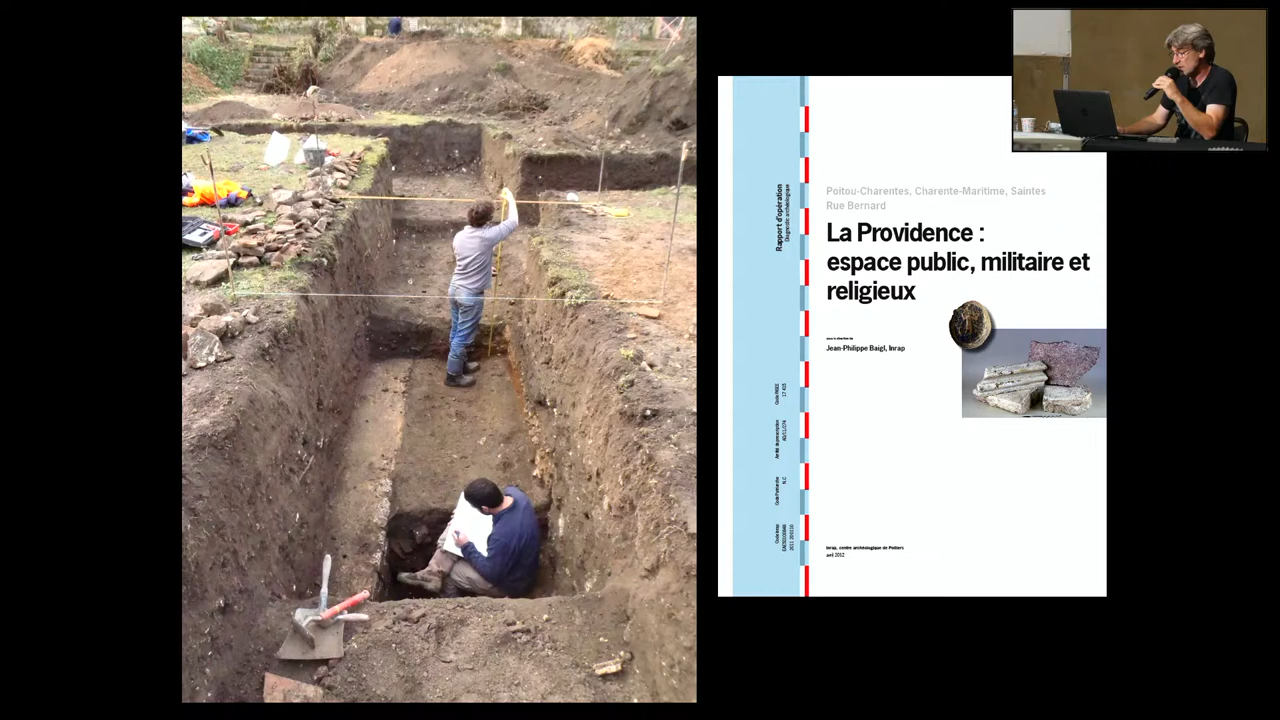 Poitou-Charentes, Charente-Maritime, Saintes
Rue Bernard
La Providence :
espace public, militaire et
religieux
Jean-Philippe Baigl, Inrap
Inrap, centre archéologique de Poitiers
avril 2012
Rapport d'opération
Diagnostic archéologique